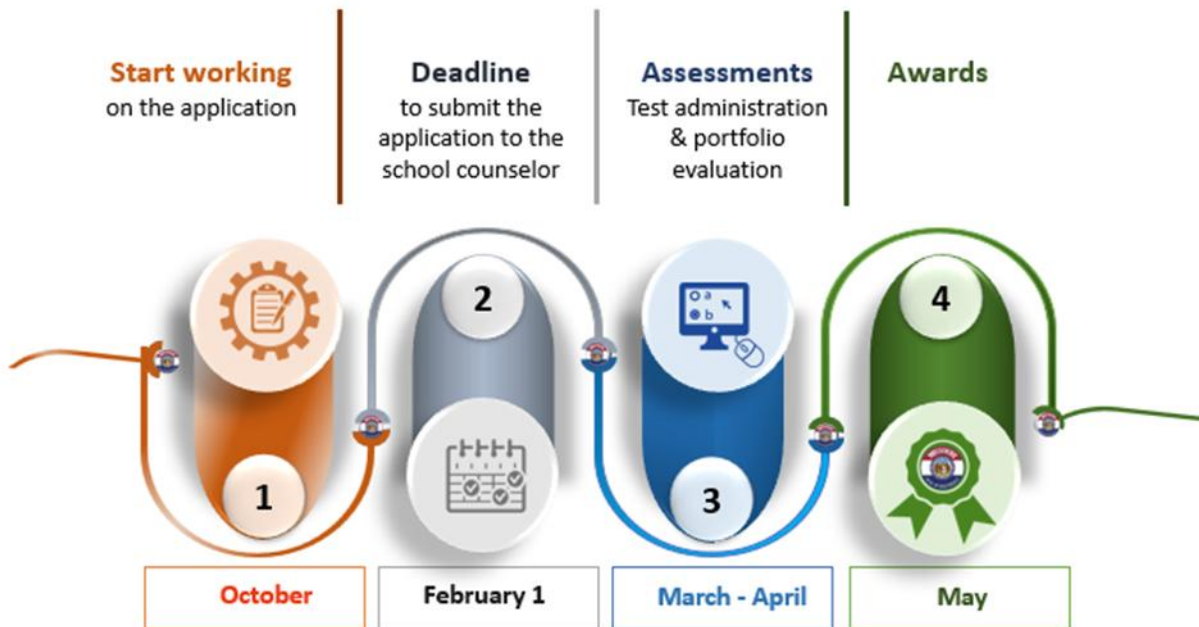 Start working
on the application
Deadline
to submit the
application to the
school counselor
Assessments
Test administration
& portfolio
evaluation
Awards
1
2
3
a
b
4
October
February 1
March - April
May